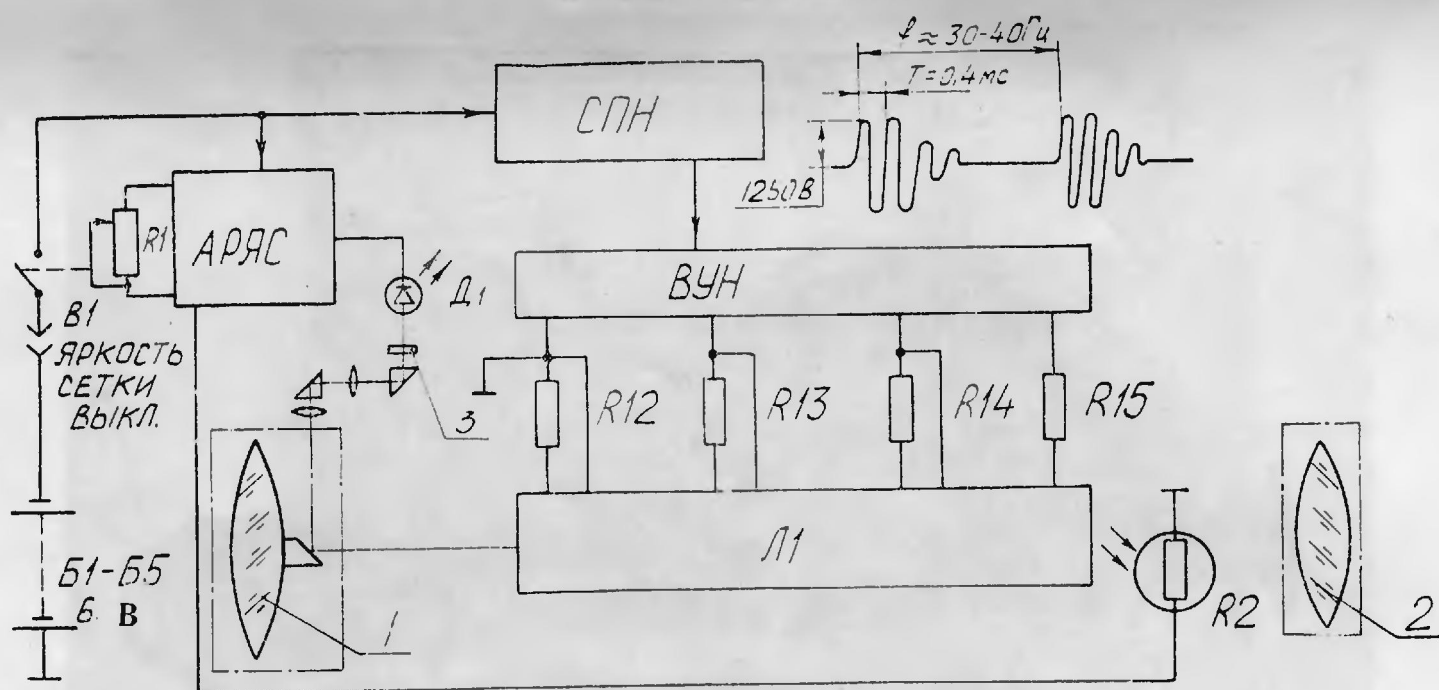 f ≈ 30-40Гц
T=0,4мс
1250В
СПН
АРЯС
R1
Д1
ВУН
В1
ЯРКОСТЬ
СЕТКИ
ВЫКЛ.
3
R12
R13
R14
R15
Л1
Б1-Б5
6 В
1
R2
2